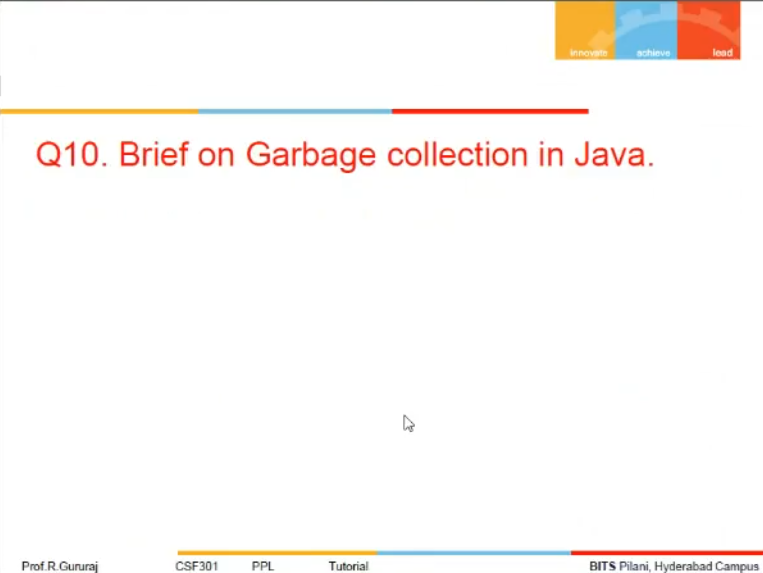 innovate achieve lead
Q10. Brief on Garbage collection in Java.
Prof.R.Gururaj CSF301 PPL Tutorial BITS Pilani, Hyderabad Campus